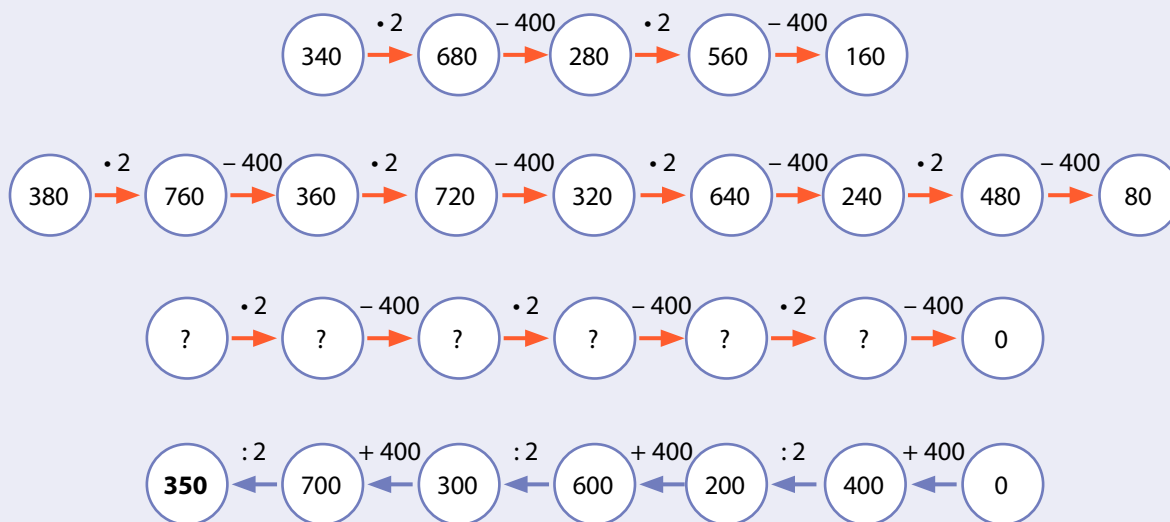 • 2 – 400 • 2 – 400
340 680 280 560 160
• 2 – 400 • 2 – 400 • 2 – 400 • 2 – 400
380 760 360 720 320 640 240 480 80
• 2 – 400 • 2 – 400 • 2 – 400
? ? ? ? ? ? 0
: 2 + 400 : 2 + 400 : 2 + 400
350 700 300 600 200 400 0